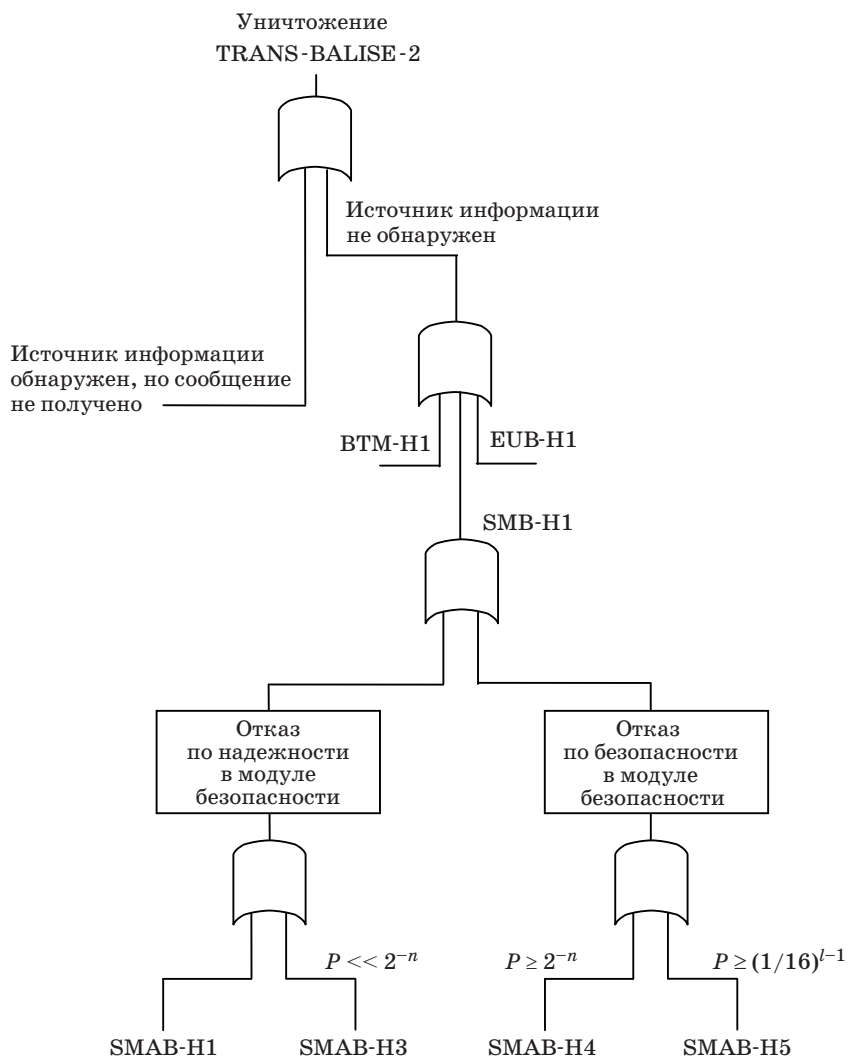 Уничтожение
TRANS-BALISE-2
Источник информации
не обнаружен
Источник информации
обнаружен, но сообщение
не получено
BTM-H1
EUB-H1
SMB-H1
Отказ
по надежности
в модуле
безопасности
Отказ
по безопасности
в модуле
безопасности
P << 2⁻ⁿ
P ≥ 2⁻ⁿ
P ≥ (1/16)ˡ⁻¹
SMAB-H1
SMAB-H3
SMAB-H4
SMAB-H5